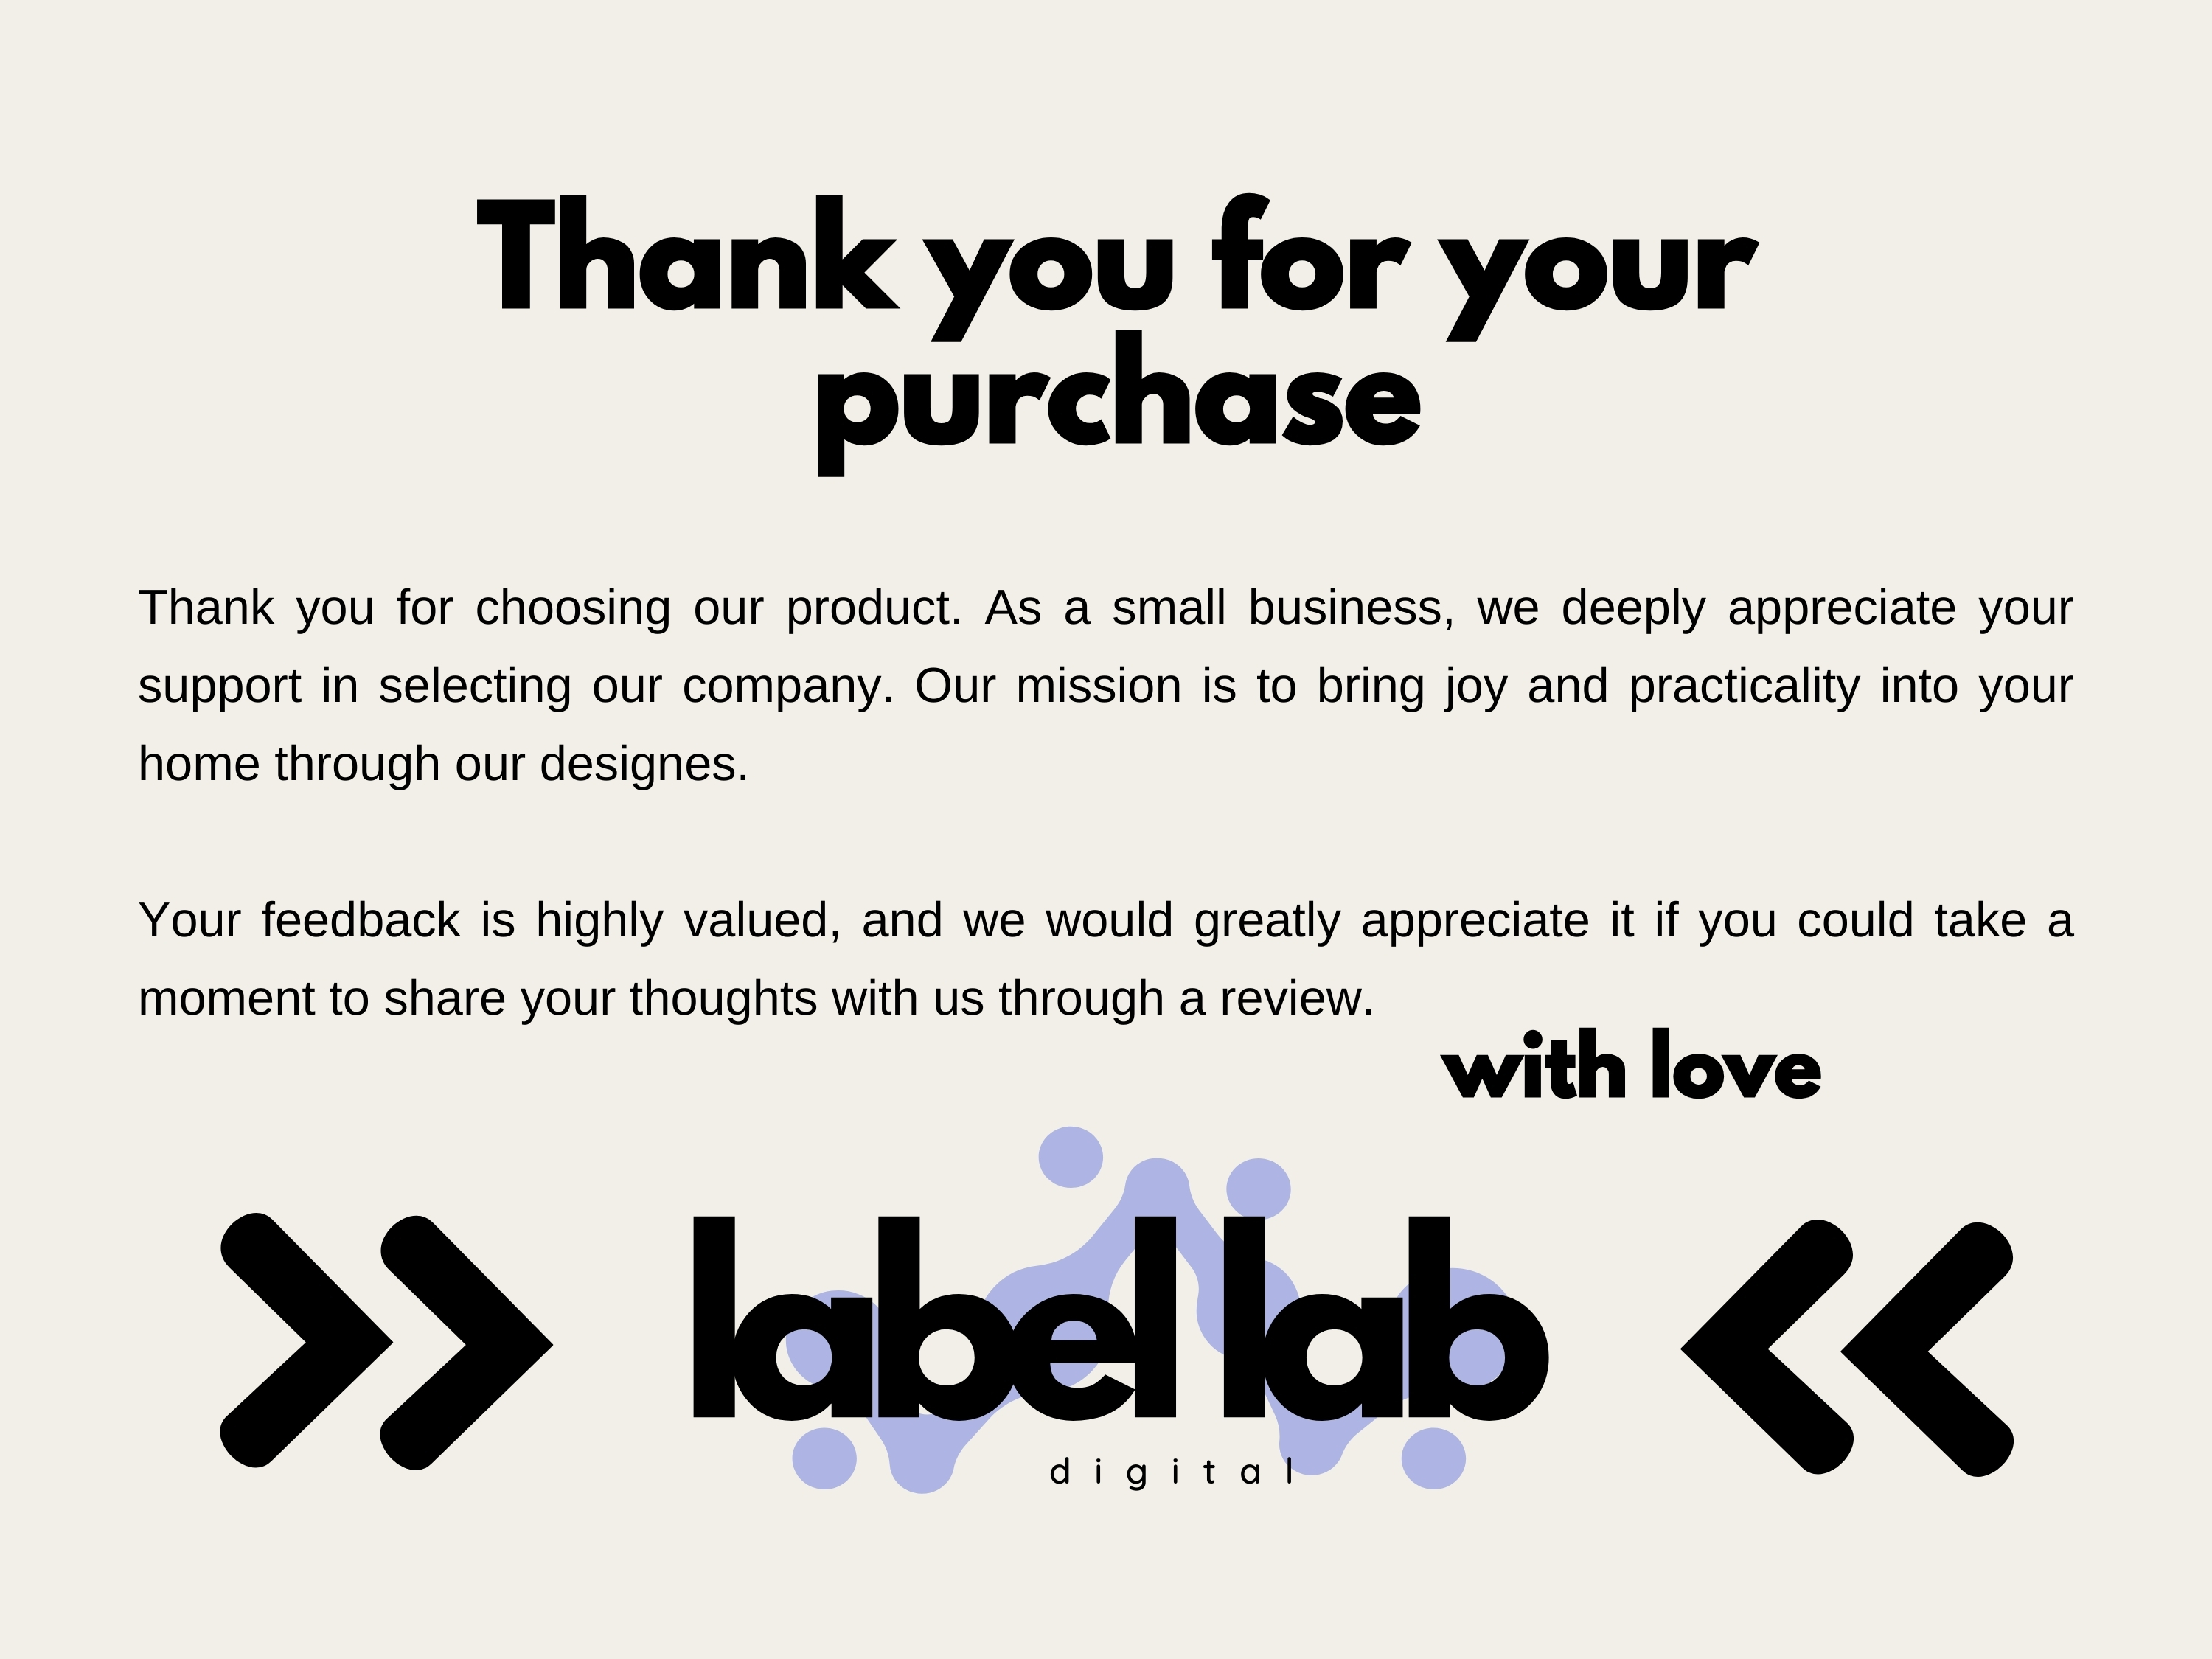 Thank you for your
purchase
Thank you for choosing our product. As a small business, we deeply appreciate your
support in selecting our company. Our mission is to bring joy and practicality into your
home through our designes.
Your feedback is highly valued, and we would greatly appreciate it if you could take a
moment to share your thoughts with us through a review.
with love
label lab
digital